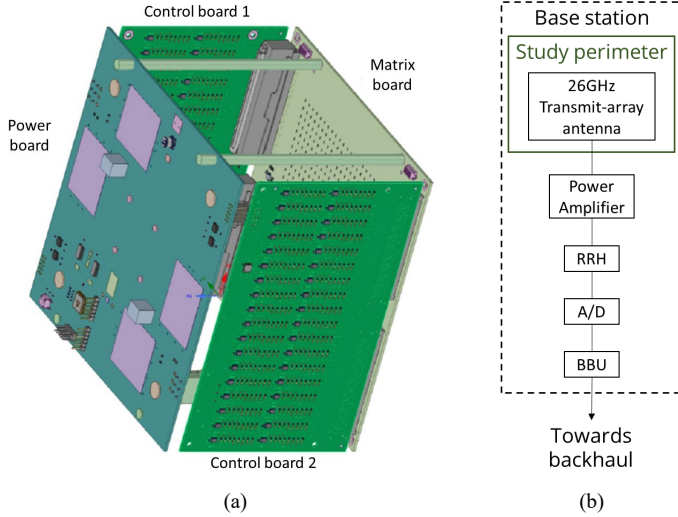 Control board 1
Matrix
board
Power
board
Control board 2
(a)
Base station
Study perimeter
26GHz
Transmit-array
antenna
Power
Amplifier
RRH
A/D
BBU
Towards
backhaul
(b)